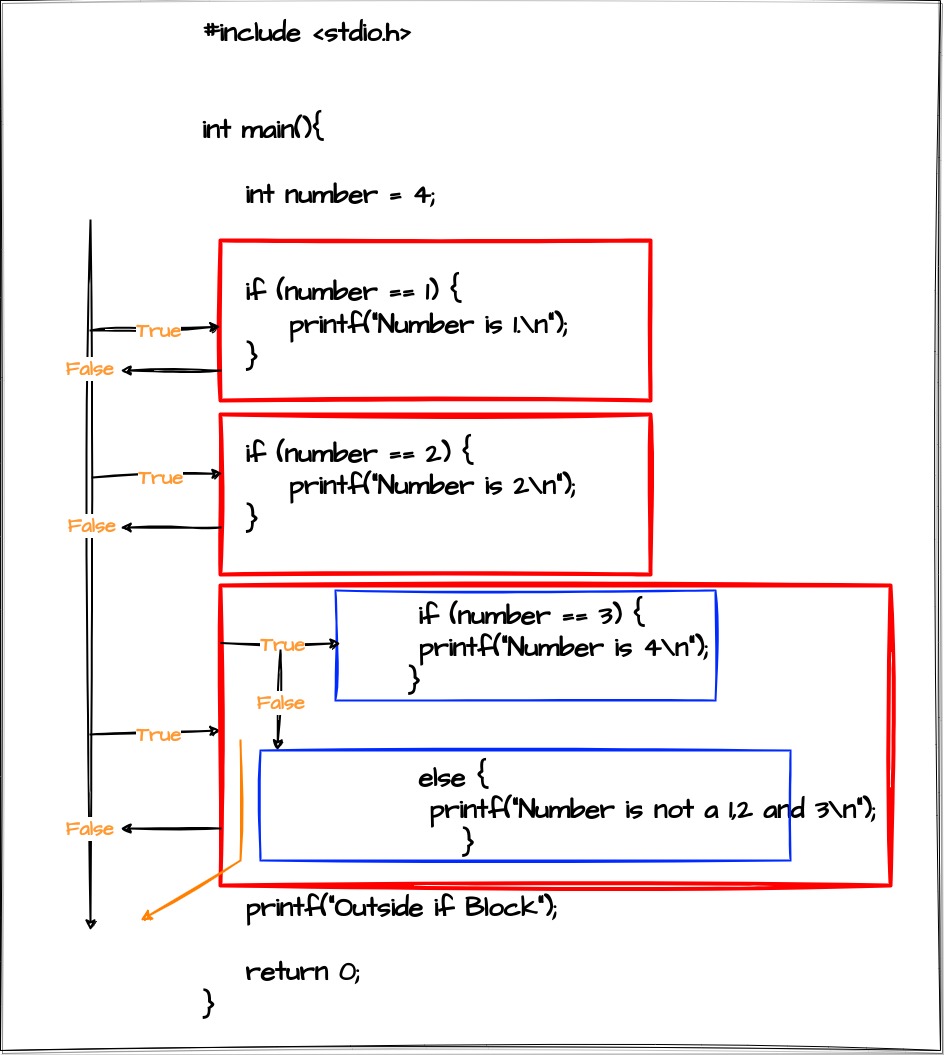 #include <stdio.h>
int main(){
int number = 4;
if (number == 1) {
True
printf("Number is 1.\n");
False
}
if (number == 2) {
True
printf("Number is 2\n");
False
}
if (number == 3) {
True
printf("Number is 4\n");
}
False
True
else {
printf("Number is not a 1,2 and 3\n");
False
}
printf("Outside if Block");
return 0;
}